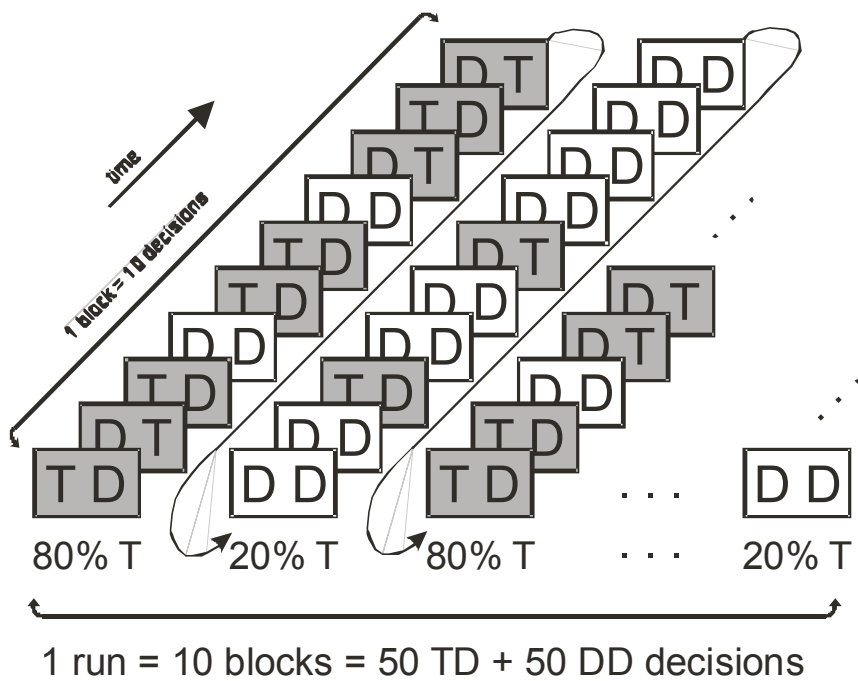 D T D D
T D D D
time
D T D D
D D D D
1 block = 10 decisions
T D D T
T D D D D T
D D D D D T
T D T D D D
D T D D T D
T D D D T D . . . D D
80% T 20% T 80% T . . . 20% T
1 run = 10 blocks = 50 TD + 50 DD decisions